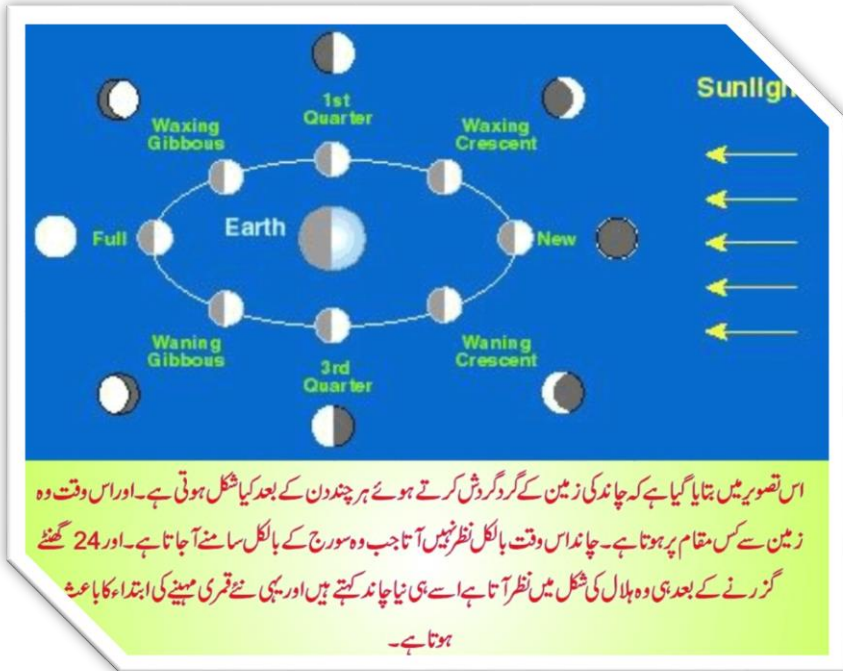 Sunligh
1st
Quarter
Waxing
Gibbous
Waxing
Crescent
Earth
Full
New
Waning
Gibbous
Waning
Crescent
3rd
Quarter
اس تصویر میں بتایا گیا ہے کہ چاند کی زمین کے گرد گردش کرتے ہوئے ہر چند دن کے بعد کیا شکل ہوتی ہے۔ اور اس وقت وہ
زمین سے کس مقام پر ہوتا ہے۔ چاند اس وقت بالکل نظر نہیں آتا جب وہ سورج کے بالکل سامنے آجاتا ہے۔ اور 24 گھنٹے
گزرنے کے بعد ہی وہ ہلال کی شکل میں نظر آتا ہے اسے ہی نیا چاند کہتے ہیں اور یہی نئے قمری مہینے کی ابتداء کا باعث
ہوتا ہے۔